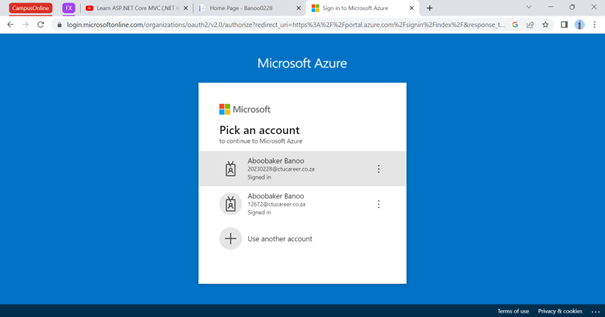 CampusOnline
FX
Learn ASP.NET Core MVC (.NET
Home Page - Banoo0228
Sign in to Microsoft Azure
login.microsoftonline.com/organizations/oauth2/v2.0/authorize?redirect_uri=https%3A%2F%2Fportal.azure.com%2Fsignin%2Findex%2F&response_t...
Microsoft Azure
Microsoft
Pick an account
to continue to Microsoft Azure
Aboobaker Banoo
20230228@ctucareer.co.za
Signed in
Aboobaker Banoo
12672@ctucareer.co.za
Signed in
Use another account
Terms of use Privacy & cookies ...